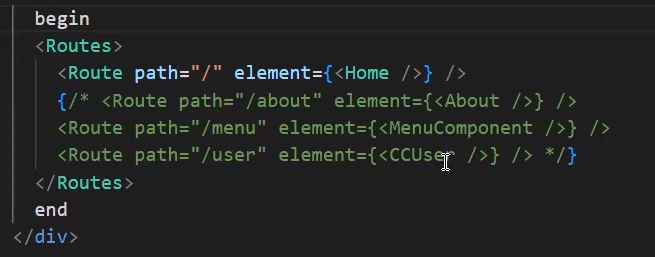 begin
<Routes>
<Route path="/" element={<Home />} />
{/* <Route path="/about" element={<About />} />
<Route path="/menu" element={<MenuComponent />} />
<Route path="/user" element={<CCUser />} /> */}
</Routes>
end
</div>